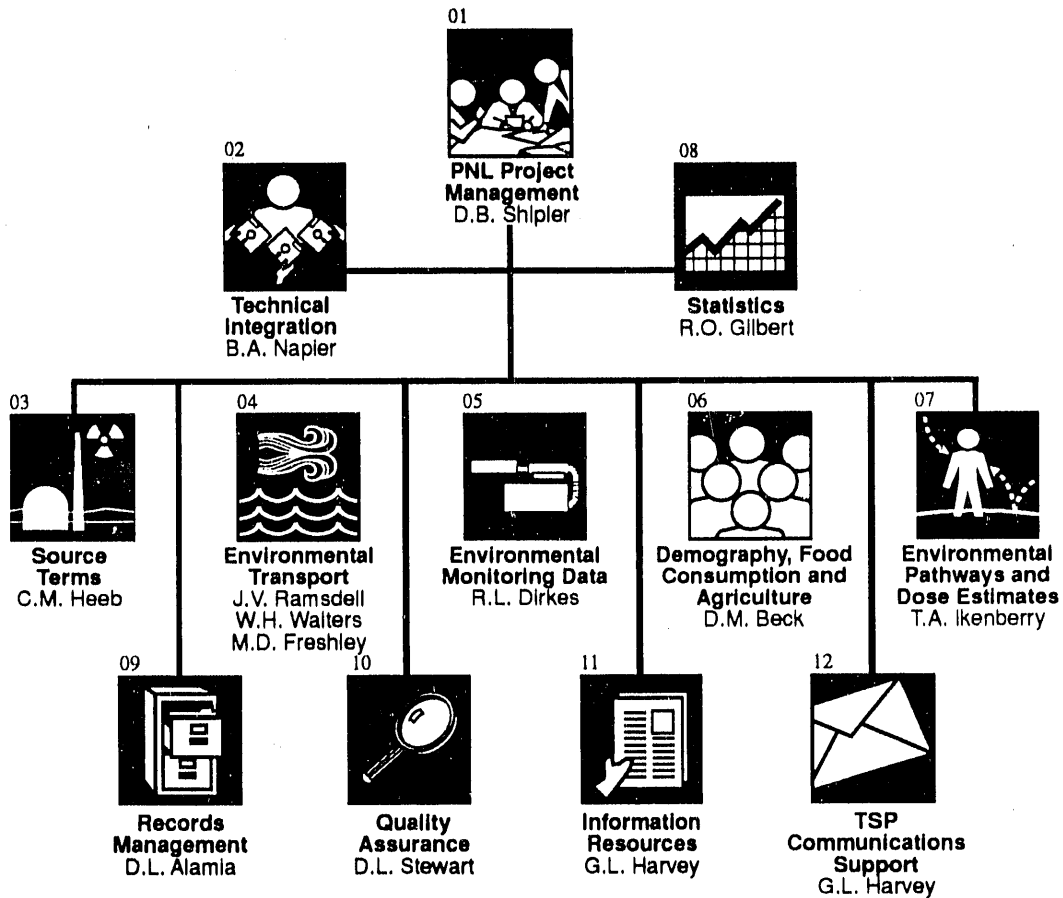 01
PNL Project
Management
D.B. Shipler
02
Technical
Integration
B.A. Napier
08
Statistics
R.O. Gilbert
03
Source
Terms
C.M. Heeb
04
Environmental
Transport
J.V. Ramsdell
W.H. Walters
M.D. Freshley
05
Environmental
Monitoring Data
R.L. Dirkes
06
Demography, Food
Consumption and
Agriculture
D.M. Beck
07
Environmental
Pathways and
Dose Estimates
T.A. Ikenberry
09
Records
Management
D.L. Alamia
10
Quality
Assurance
D.L. Stewart
11
Information
Resources
G.L. Harvey
12
TSP
Communications
Support
G.L. Harvey